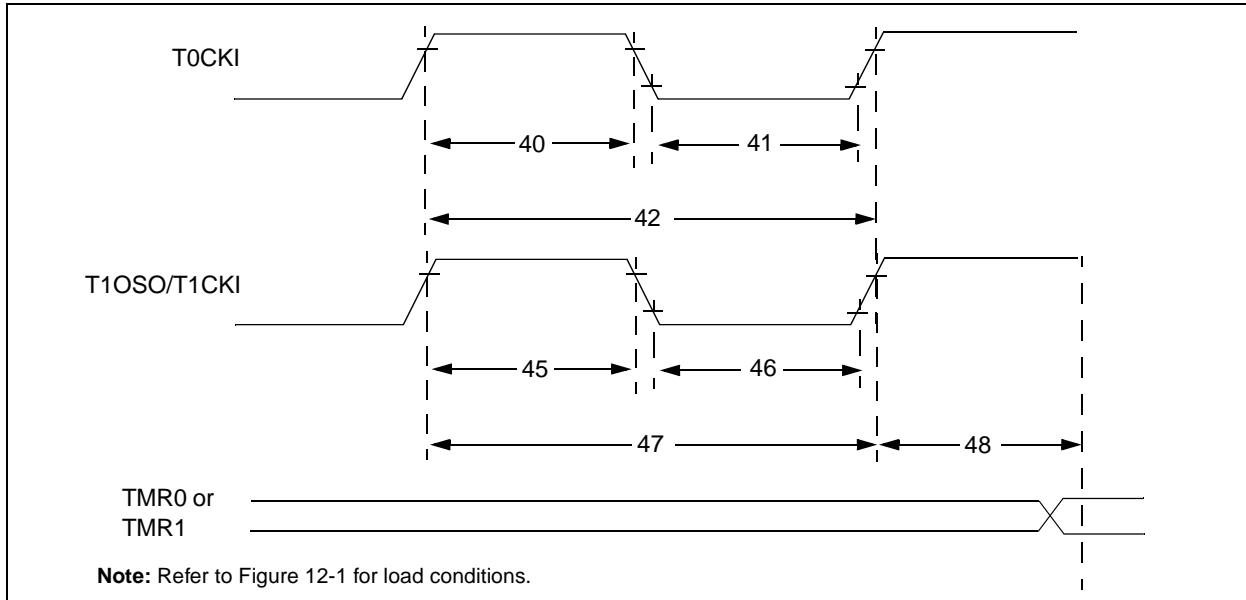 T0CKI
40
41
42
T1OSO/T1CKI
45
46
47
48
TMR0 or
TMR1
Note: Refer to Figure 12-1 for load conditions.